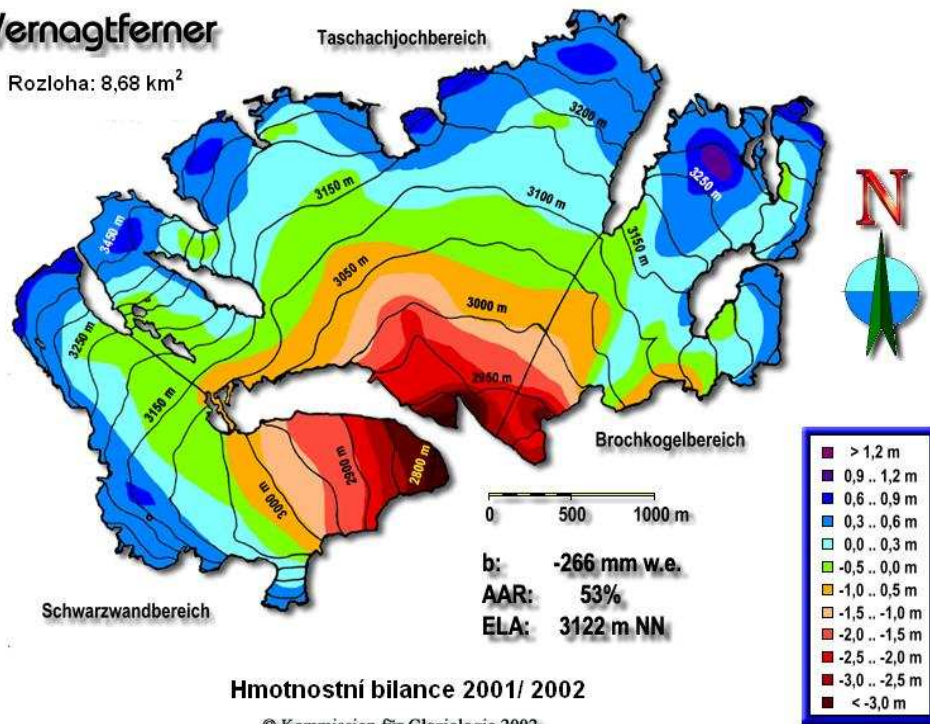 Vernagtferner
Rozloha: 8,68 km²
Taschachjochbereich
3200 m
3150 m
3100 m
3250 m
3150 m
3450 m
3050 m
3000 m
3250 m
3150 m
2950 m
2900 m
2800 m
3000 m
N
Brochkogelbereich
Schwarzwandbereich
0 500 1000 m
b: -266 mm w.e.
AAR: 53%
ELA: 3122 m NN
> 1,2 m
0,9 .. 1,2 m
0,6 .. 0,9 m
0,3 .. 0,6 m
0,0 .. 0,3 m
-0,5 .. 0,0 m
-1,0 .. 0,5 m
-1,5 .. -1,0 m
-2,0 .. -1,5 m
-2,5 .. -2,0 m
-3,0 .. -2,5 m
< -3,0 m
Hmotnostní bilance 2001/ 2002
© Kommission für Glaziologie 2002